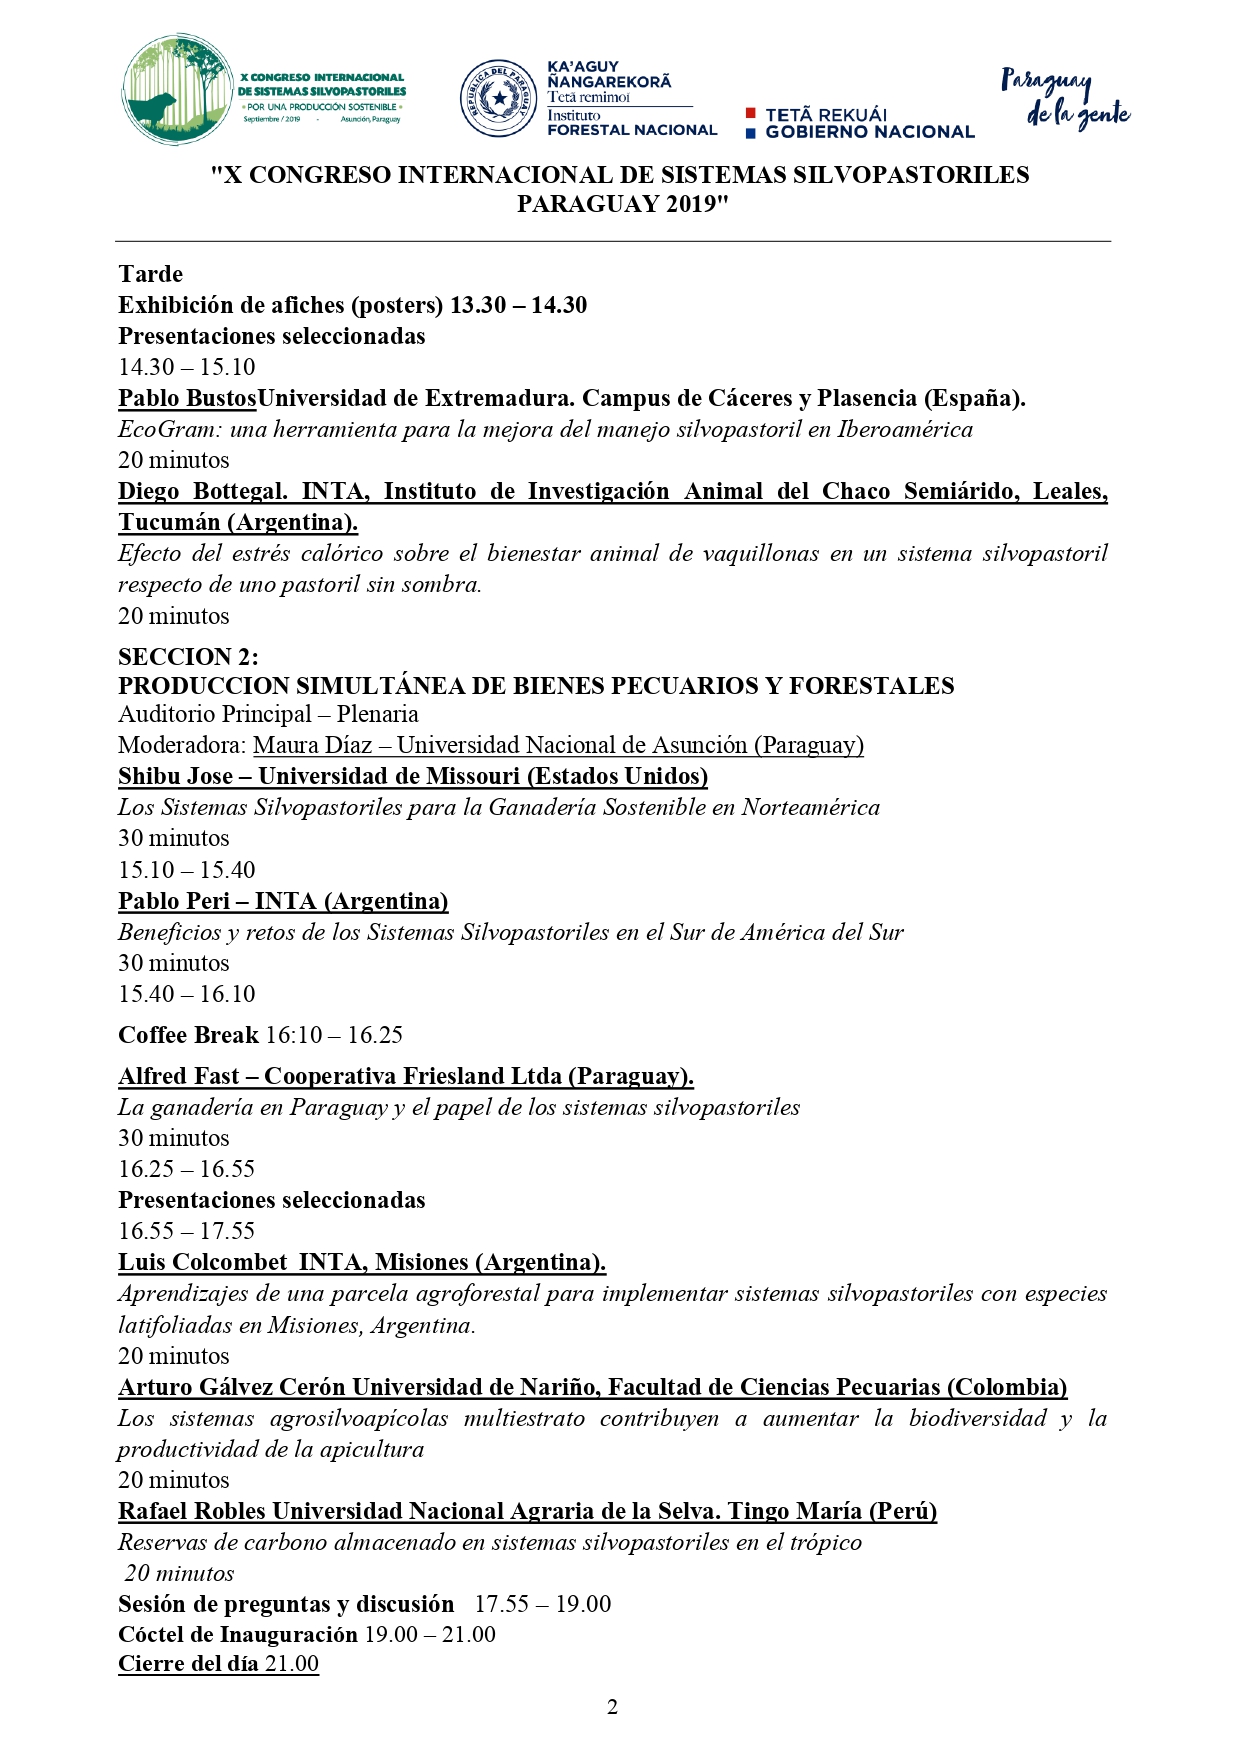 X CONGRESO INTERNACIONAL
DE SISTEMAS SILVOPASTORILES
• POR UNA PRODUCCIÓN SOSTENIBLE •
Septiembre / 2019 - Asunción, Paraguay
REPUBLICA DEL PARAGUAY
KA'AGUY
ÑANGAREKORÃ
Tetã remimoĩ
Instituto
FORESTAL NACIONAL
TETÃ REKUÁI
GOBIERNO NACIONAL
Paraguay
de la gente
"X CONGRESO INTERNACIONAL DE SISTEMAS SILVOPASTORILES
PARAGUAY 2019"
Tarde
Exhibición de afiches (posters) 13.30 – 14.30
Presentaciones seleccionadas
14.30 – 15.10
Pablo BustosUniversidad de Extremadura. Campus de Cáceres y Plasencia (España).
EcoGram: una herramienta para la mejora del manejo silvopastoril en Iberoamérica
20 minutos
Diego Bottegal. INTA, Instituto de Investigación Animal del Chaco Semiárido, Leales,
Tucumán (Argentina).
Efecto del estrés calórico sobre el bienestar animal de vaquillonas en un sistema silvopastoril
respecto de uno pastoril sin sombra.
20 minutos
SECCION 2:
PRODUCCION SIMULTÁNEA DE BIENES PECUARIOS Y FORESTALES
Auditorio Principal – Plenaria
Moderadora: Maura Díaz – Universidad Nacional de Asunción (Paraguay)
Shibu Jose – Universidad de Missouri (Estados Unidos)
Los Sistemas Silvopastoriles para la Ganadería Sostenible en Norteamérica
30 minutos
15.10 – 15.40
Pablo Peri – INTA (Argentina)
Beneficios y retos de los Sistemas Silvopastoriles en el Sur de América del Sur
30 minutos
15.40 – 16.10
Coffee Break 16:10 – 16.25
Alfred Fast – Cooperativa Friesland Ltda (Paraguay).
La ganadería en Paraguay y el papel de los sistemas silvopastoriles
30 minutos
16.25 – 16.55
Presentaciones seleccionadas
16.55 – 17.55
Luis Colcombet INTA, Misiones (Argentina).
Aprendizajes de una parcela agroforestal para implementar sistemas silvopastoriles con especies
latifoliadas en Misiones, Argentina.
20 minutos
Arturo Gálvez Cerón Universidad de Nariño, Facultad de Ciencias Pecuarias (Colombia)
Los sistemas agrosilvoapícolas multiestrato contribuyen a aumentar la biodiversidad y la
productividad de la apicultura
20 minutos
Rafael Robles Universidad Nacional Agraria de la Selva. Tingo María (Perú)
Reservas de carbono almacenado en sistemas silvopastoriles en el trópico
20 minutos
Sesión de preguntas y discusión 17.55 – 19.00
Cóctel de Inauguración 19.00 – 21.00
Cierre del día 21.00
2